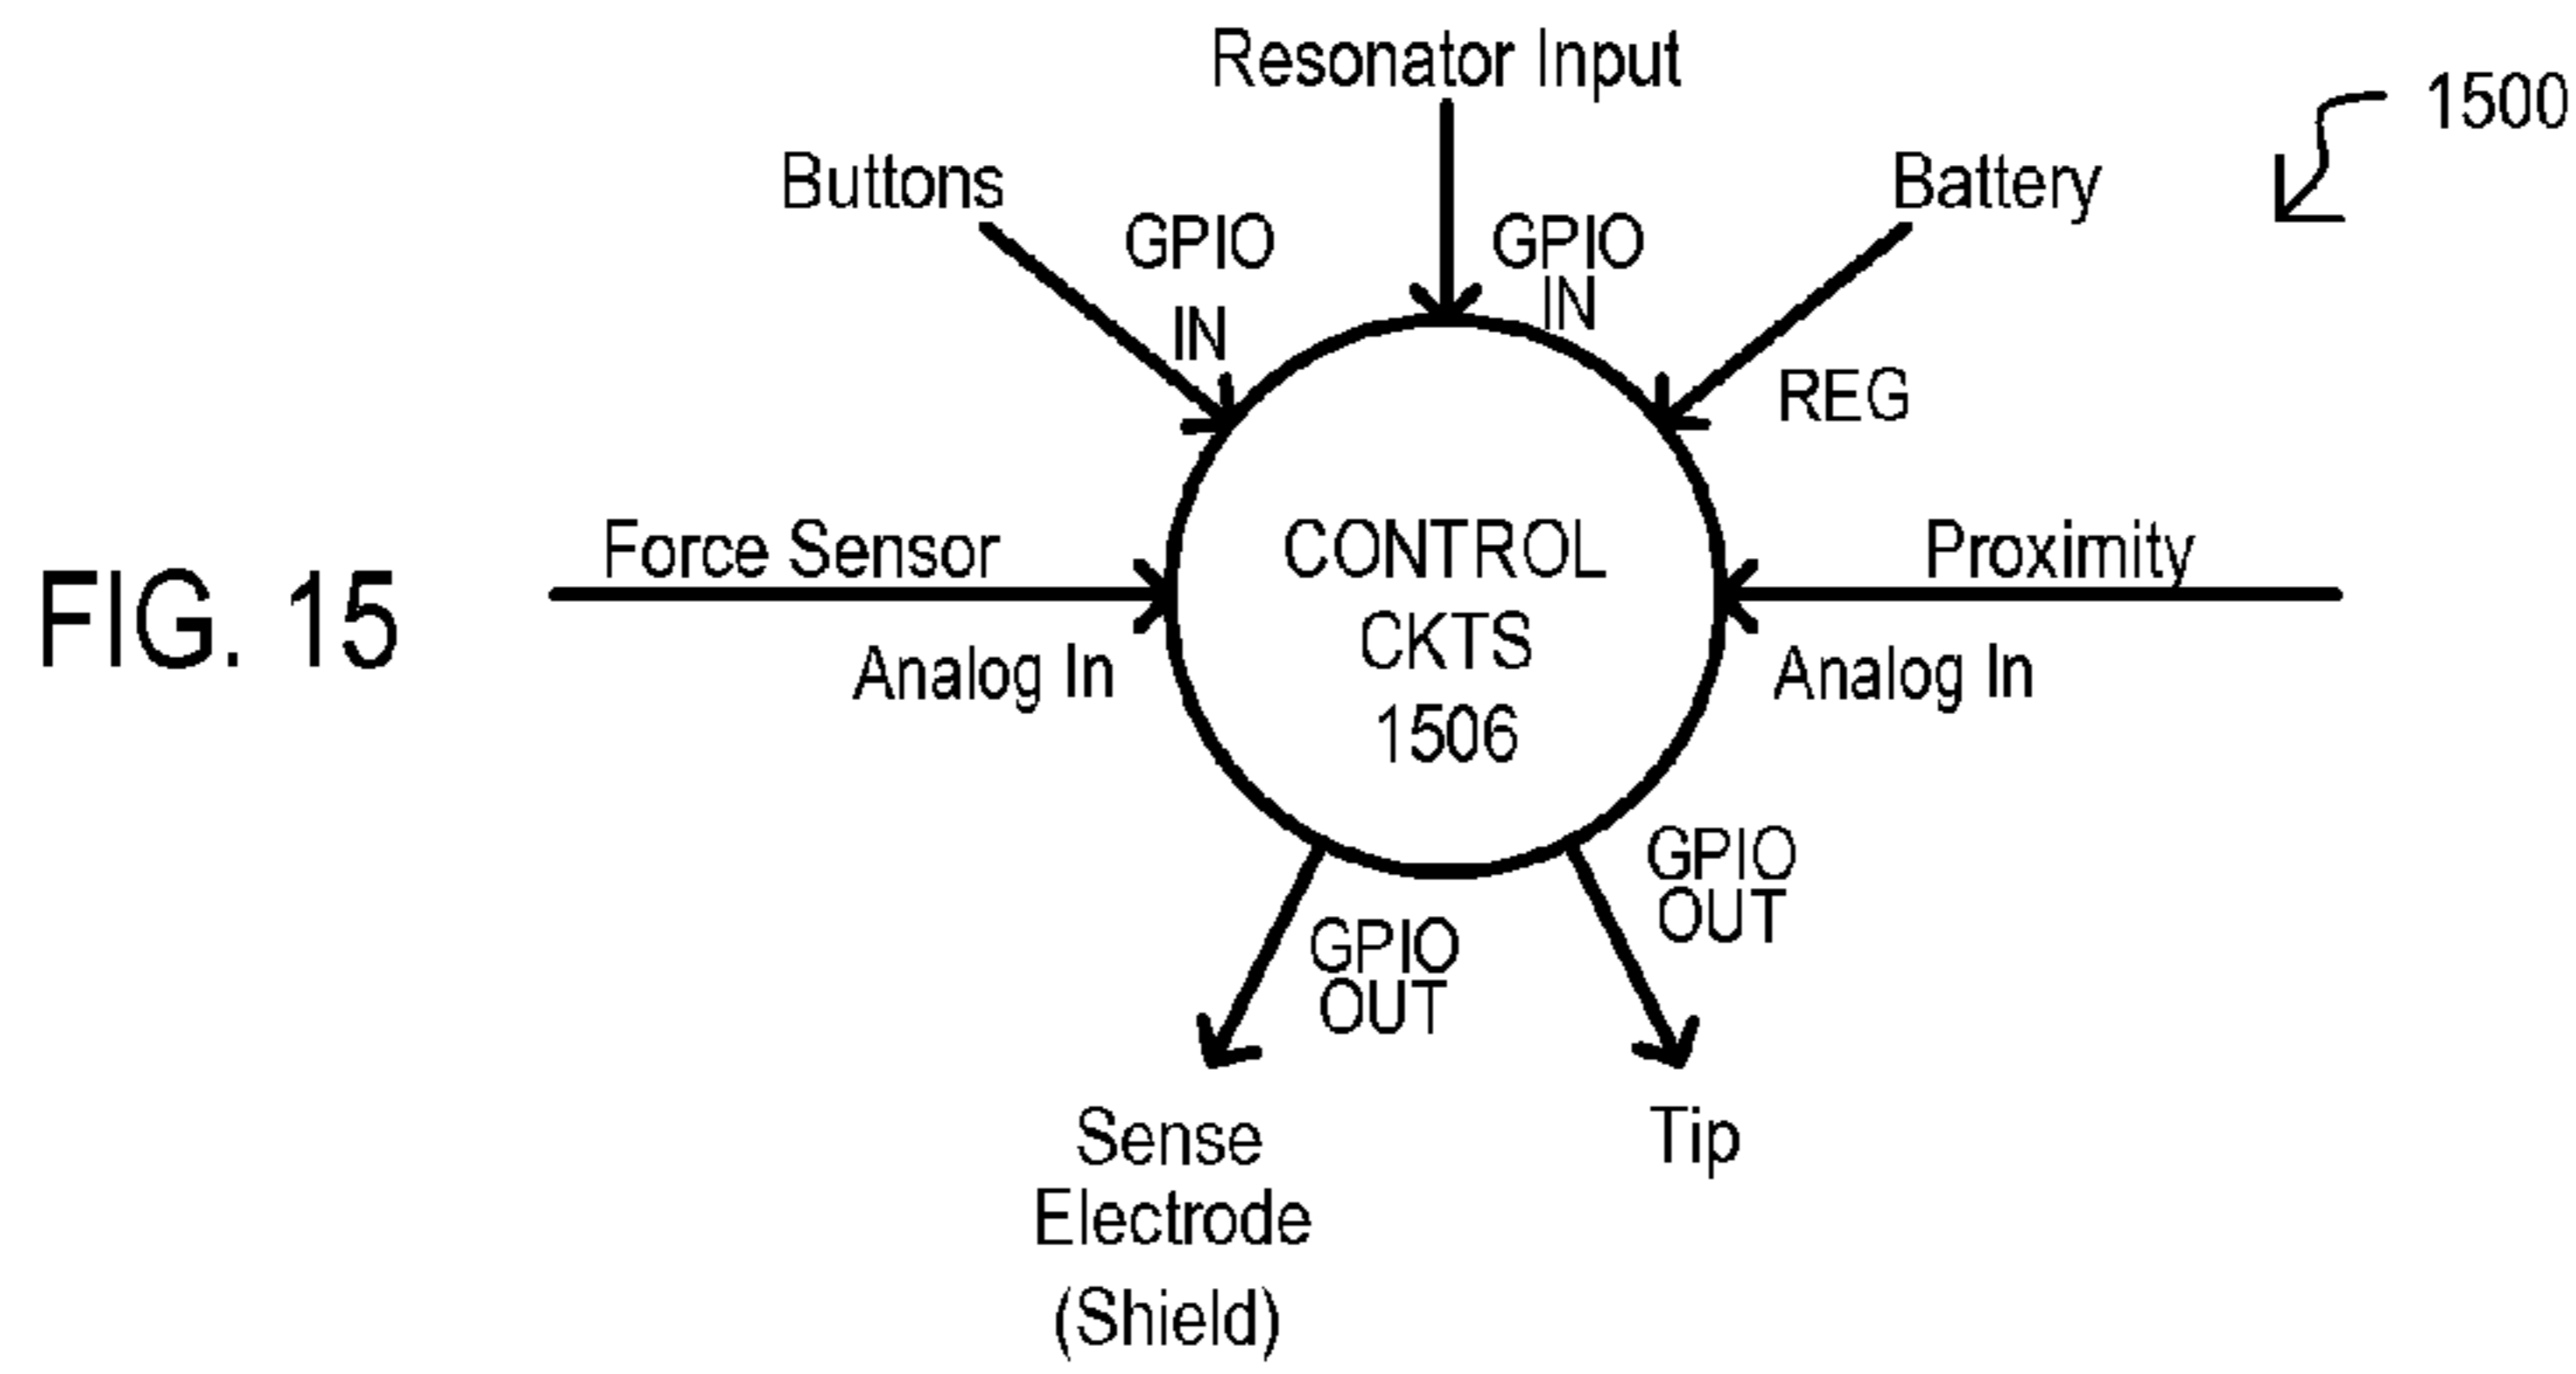 Resonator Input
1500
Buttons
Battery
GPIO
IN
GPIO
IN
REG
FIG. 15
Force Sensor
Analog In
CONTROL
CKTS
1506
Proximity
Analog In
GPIO
OUT
GPIO
OUT
Sense
Electrode
(Shield)
Tip